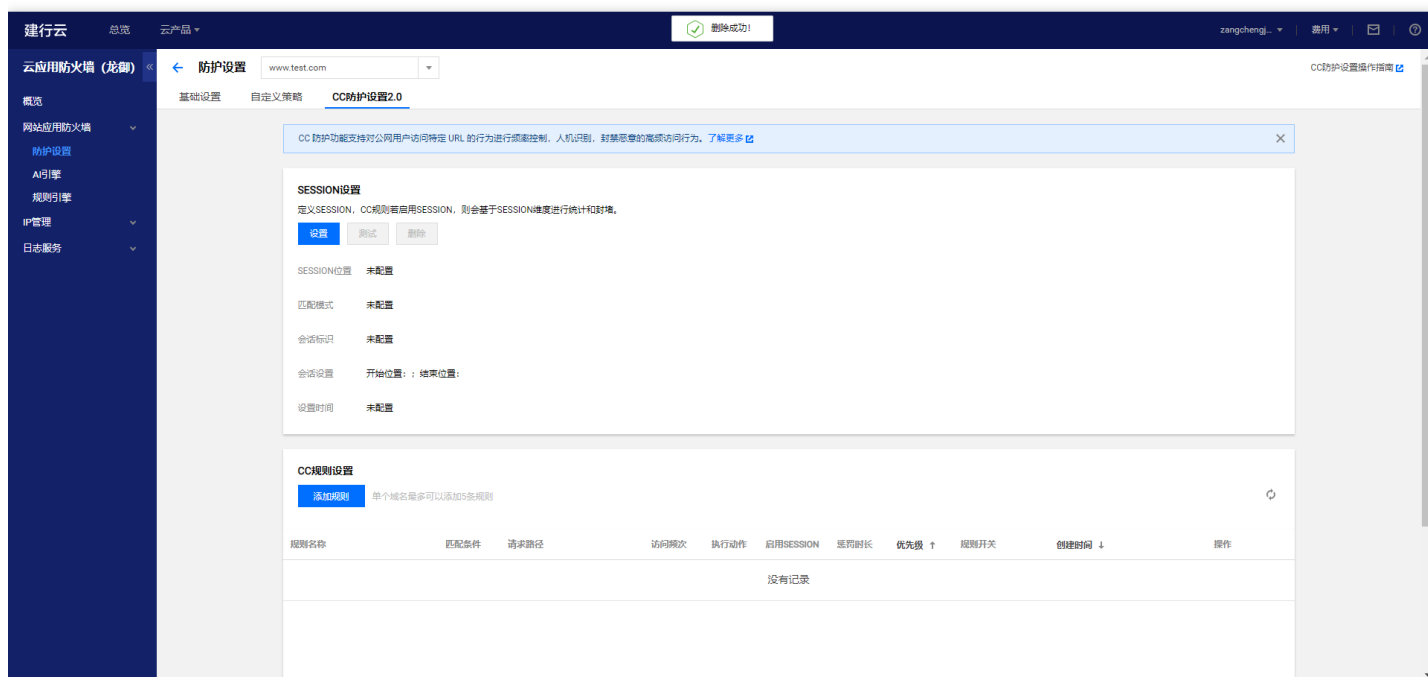 建行云 总览 云产品 删除成功! zangchengj... 费用
云应用防火墙（龙御） 防护设置 www.test.com CC防护设置操作指南
概览 基础设置 自定义策略 CC防护设置2.0
网站应用防火墙
防护设置
AI引擎
规则引擎
IP管理
日志服务
CC 防护功能支持对公网用户访问特定 URL 的行为进行频率控制，人机识别，封禁恶意的高频访问行为。了解更多
SESSION设置
定义SESSION，CC规则若启用SESSION，则会基于SESSION维度进行统计和封堵。
设置 测试 删除
SESSION位置 未配置
匹配模式 未配置
会话标识 未配置
会话设置 开始位置：；结束位置：
设置时间 未配置
CC规则设置
添加规则 单个域名最多可以添加5条规则
规则名称 匹配条件 请求路径 访问频次 执行动作 启用SESSION 惩罚时长 优先级 ↑ 规则开关 创建时间 ↓ 操作
没有记录